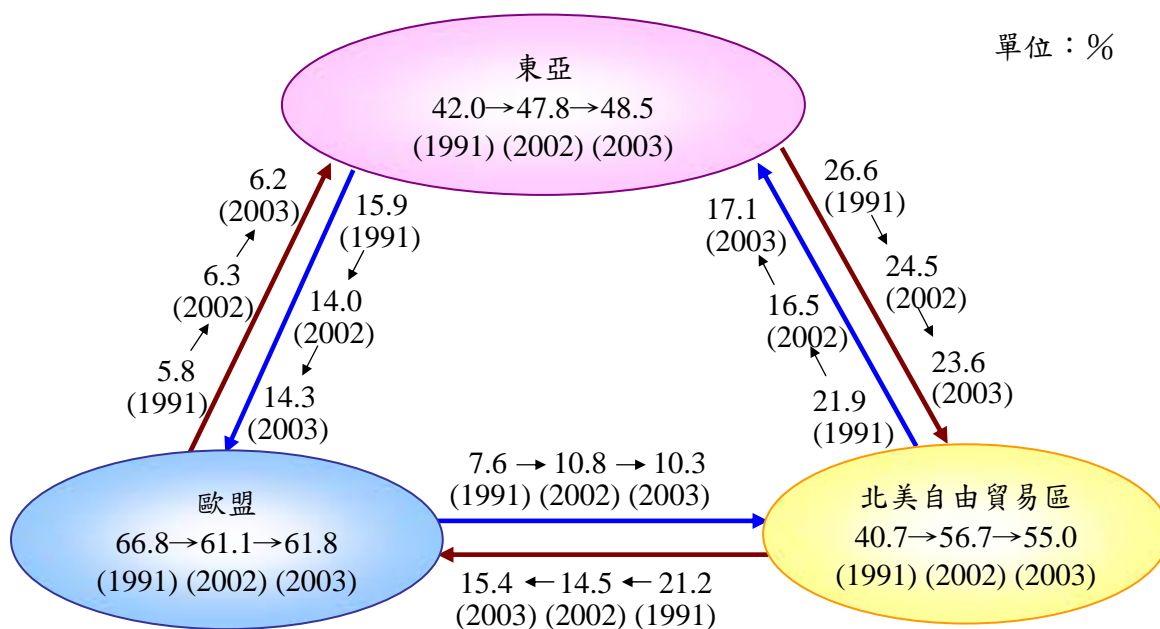 單位：%
東亞
42.0→47.8→48.5
(1991) (2002) (2003)
6.2
(2003)
6.3
(2002)
5.8
(1991)
15.9
(1991)
14.0
(2002)
14.3
(2003)
17.1
(2003)
16.5
(2002)
21.9
(1991)
26.6
(1991)
24.5
(2002)
23.6
(2003)
歐盟
66.8→61.1→61.8
(1991) (2002) (2003)
7.6 → 10.8 → 10.3
(1991) (2002) (2003)
15.4 ← 14.5 ← 21.2
(2003) (2002) (1991)
北美自由貿易區
40.7→56.7→55.0
(1991) (2002) (2003)